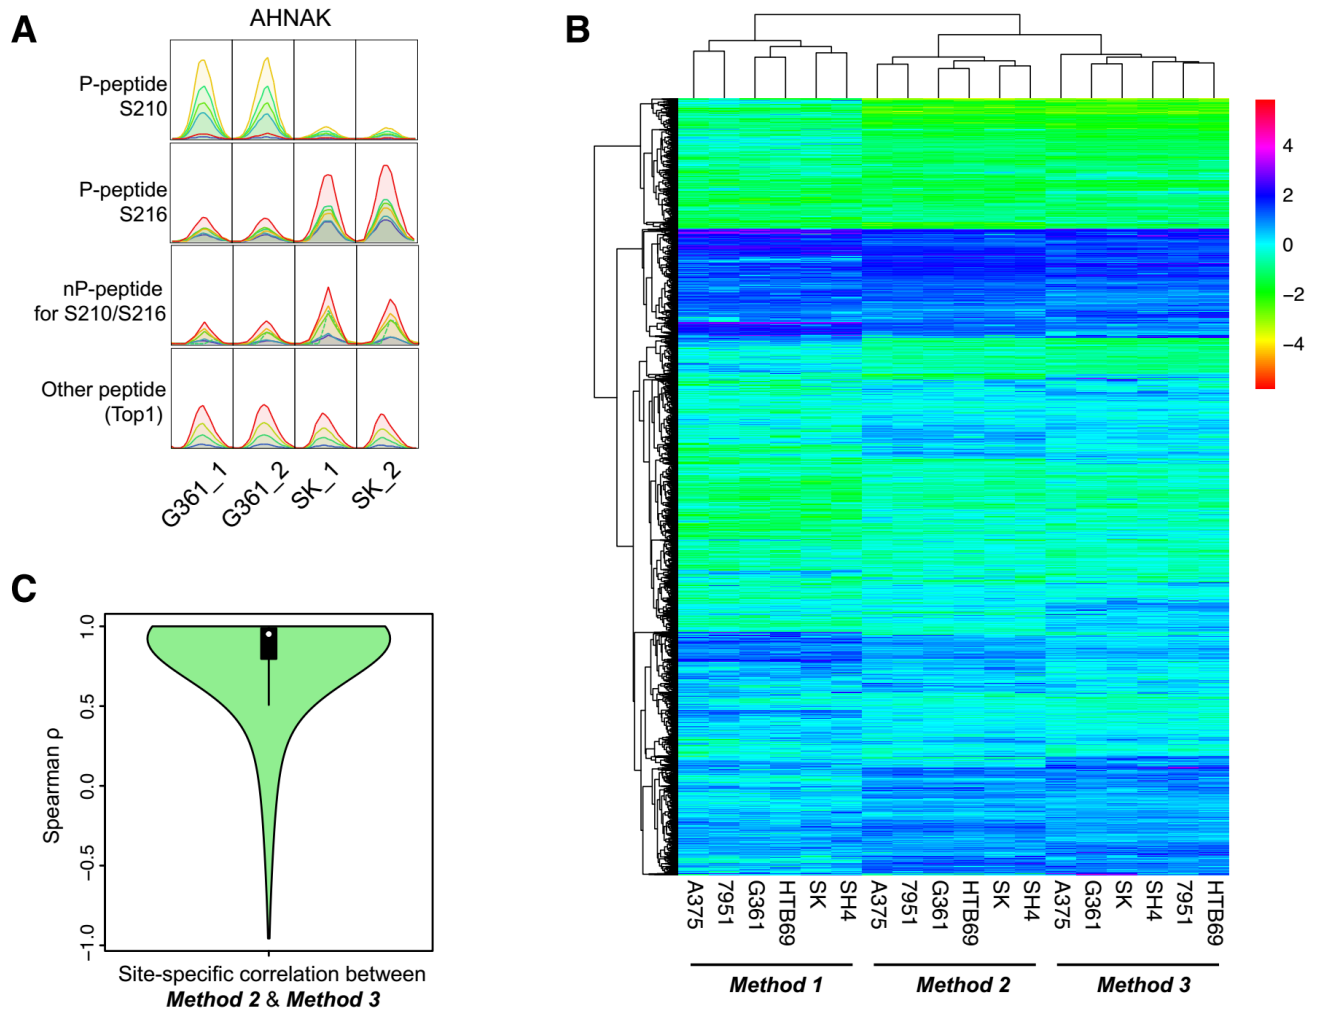 A
AHNAK
P-peptide
S210
P-peptide
S216
nP-peptide
for S210/S216
Other peptide
(Top1)
G361_1
G361_2
SK_1
SK_2
B
4
2
0
−2
−4
A375
7951
G361
HTB69
SK
SH4
A375
7951
G361
HTB69
SK
SH4
A375
G361
SK
SH4
7951
HTB69
Method 1
Method 2
Method 3
C
Spearman ρ
1.0
0.5
0.0
−0.5
−1.0
Site-specific correlation between
Method 2 & Method 3